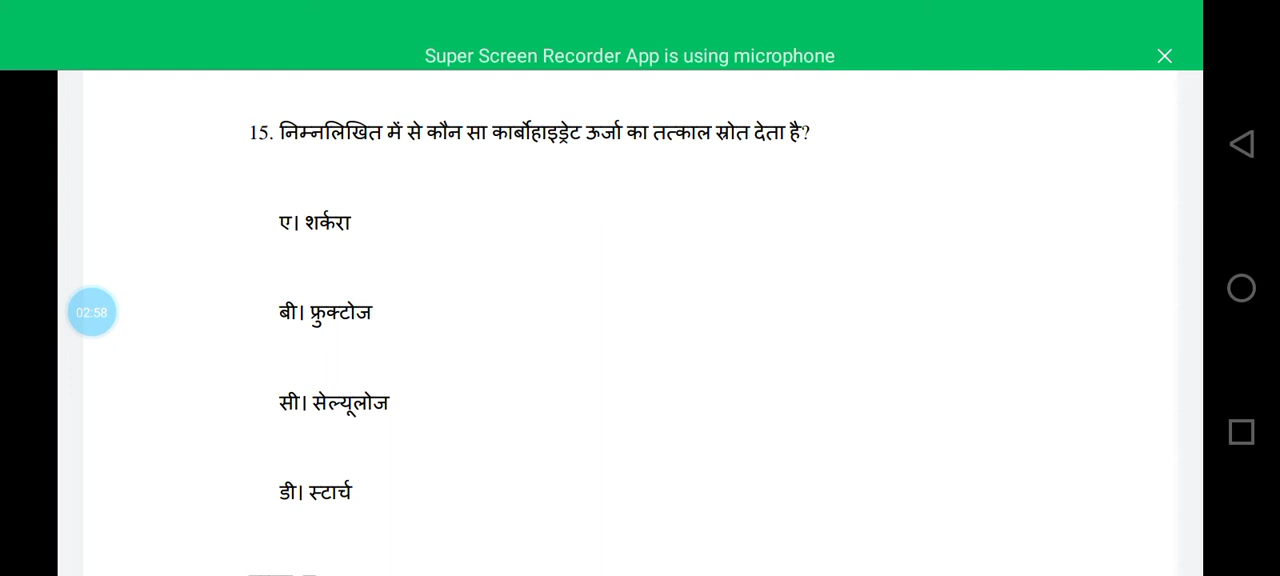 Super Screen Recorder App is using microphone
15. निम्नलिखित में से कौन सा कार्बोहाइड्रेट ऊर्जा का तत्काल स्रोत देता है?
ए। शर्करा
02:58
बी। फ्रुक्टोज
सी। सेल्यूलोज
डी। स्टार्च